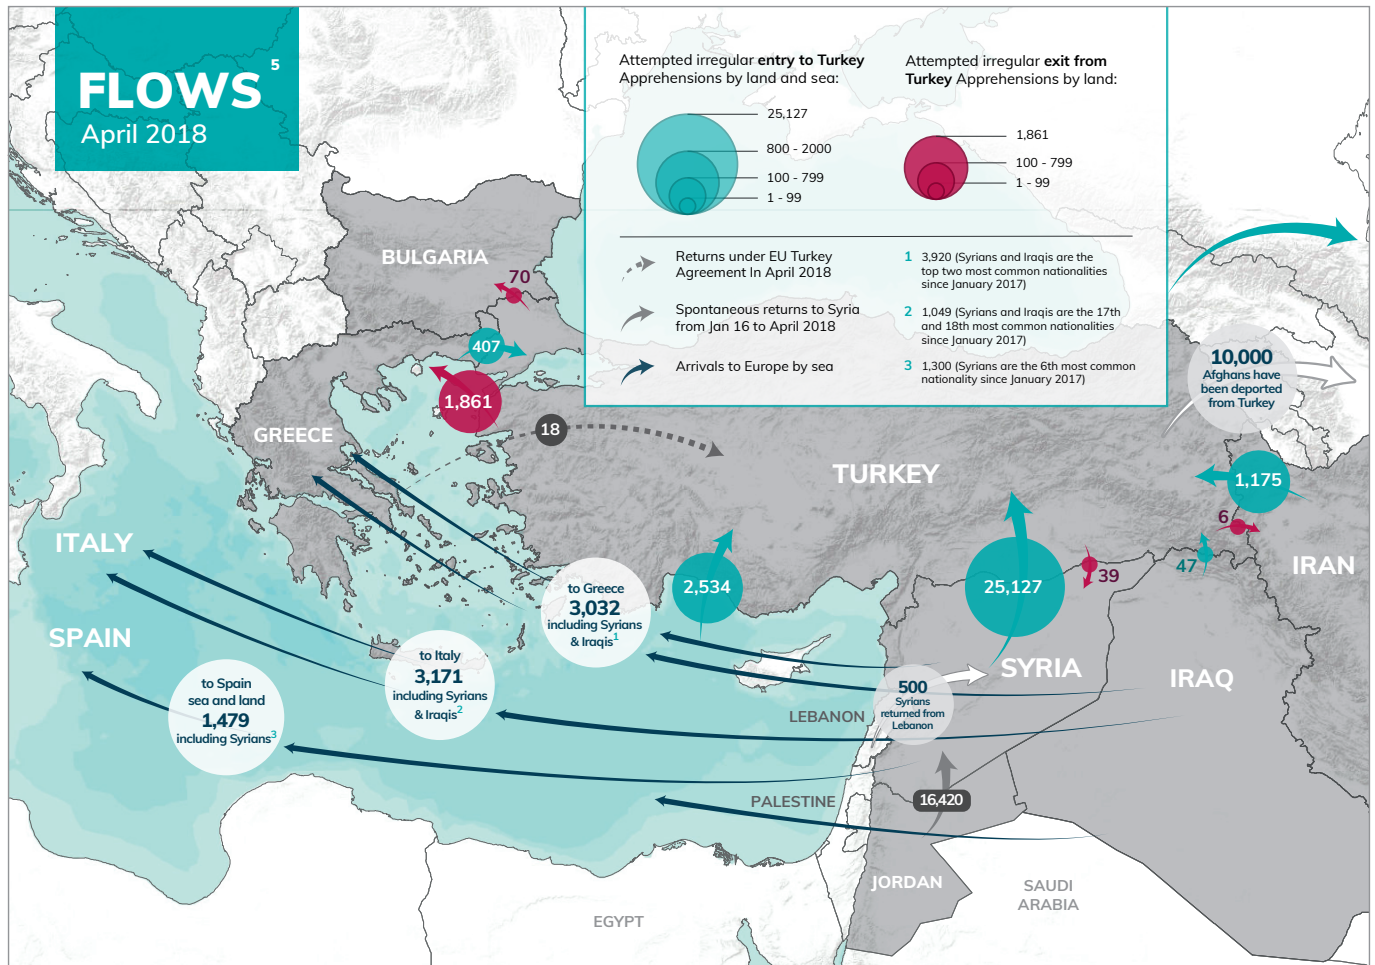 FLOWS 5
April 2018
Attempted irregular entry to Turkey
Apprehensions by land and sea:
25,127
800 - 2000
100 - 799
1 - 99
Attempted irregular exit from
Turkey Apprehensions by land:
1,861
100 - 799
1 - 99
Returns under EU Turkey
Agreement In April 2018
Spontaneous returns to Syria
from Jan 16 to April 2018
Arrivals to Europe by sea
1 3,920 (Syrians and Iraqis are the
top two most common nationalities
since January 2017)
2 1,049 (Syrians and Iraqis are the 17th
and 18th most common nationalities
since January 2017)
3 1,300 (Syrians are the 6th most common
nationality since January 2017)
BULGARIA
70
407
1,861
GREECE
18
TURKEY
10,000
Afghans have
been deported
from Turkey
1,175
6
47
IRAN
39
25,127
2,534
ITALY
SPAIN
to Greece
3,032
including Syrians
& Iraqis1
to Italy
3,171
including Syrians
& Iraqis2
to Spain
sea and land
1,479
including Syrians3
SYRIA
IRAQ
500
Syrians
returned from
Lebanon
LEBANON
PALESTINE
16,420
JORDAN
SAUDI
ARABIA
EGYPT